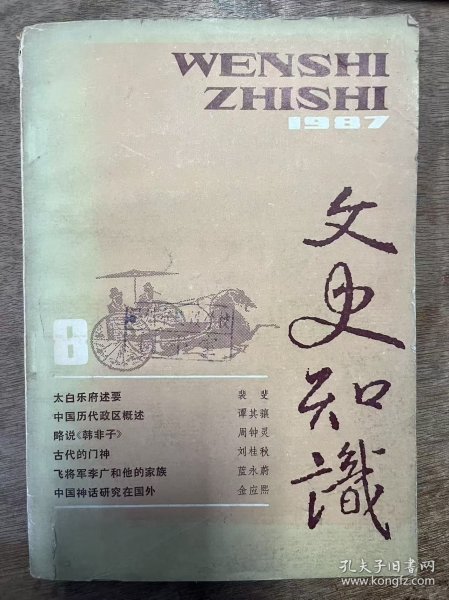 WENSHI
ZHISHI
1987
文史知識
8
太白乐府述要 裴斐
中国历代政区概述 谭其骧
略说《韩非子》 周钟灵
古代的门神 刘桂秋
飞将军李广和他的家族 蓝永蔚
中国神话研究在国外 金应熙
孔夫子旧书网
www.kongfz.com